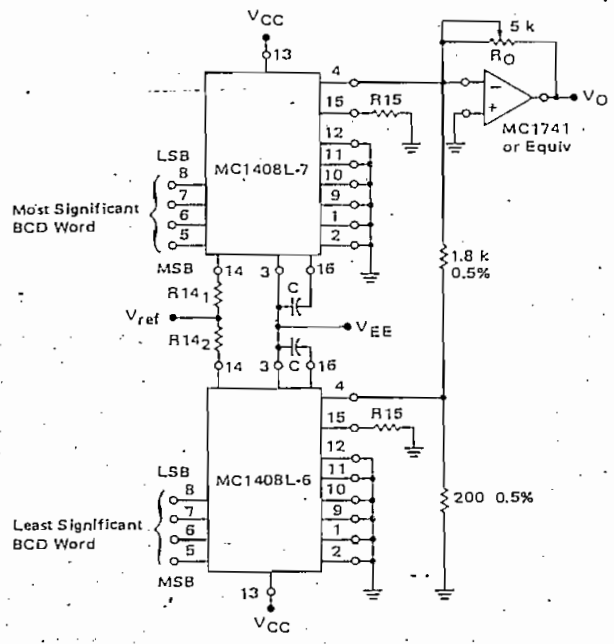 VCC
13
4
15
R15
12
11
10
9
1
2
MC1408L-7
LSB
8
7
6
5
MSB
Most Significant
BCD Word
14
3
16
R14₁
C
Vref
VEE
R14₂
C
14
3
16
5 k
RO
−
+
VO
MC1741
or Equiv
1.8 k
0.5%
4
15
R15
12
11
10
9
1
2
MC1408L-6
LSB
8
7
6
5
MSB
Least Significant
BCD Word
200 0.5%
13
VCC